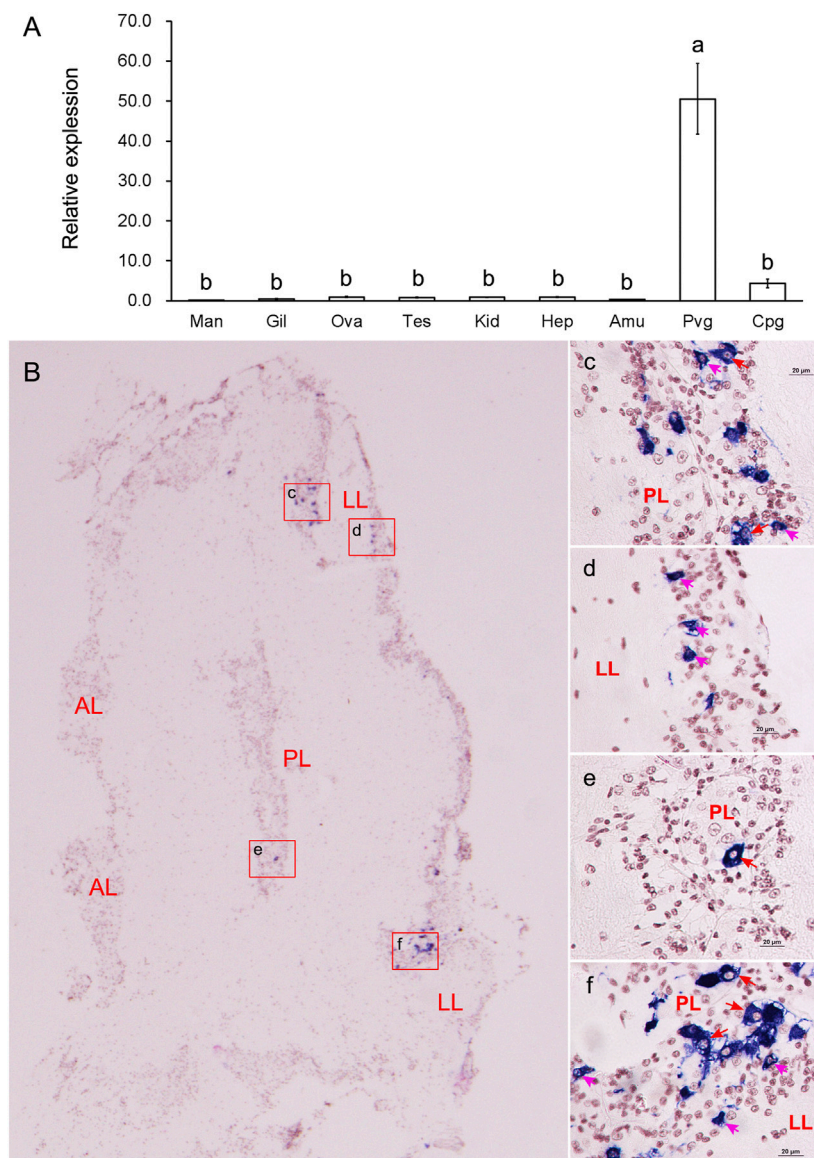 A
70.0
60.0
50.0
40.0
30.0
20.0
10.0
0.0
Relative explession
b b b b b b b a b
Man Gil Ova Tes Kid Hep Amu Pvg Cpg
B
c
LL
d
AL
PL
e
AL
f
LL
c
20 μm
PL
d
LL
20 μm
e
PL
20 μm
f
PL
LL
20 μm